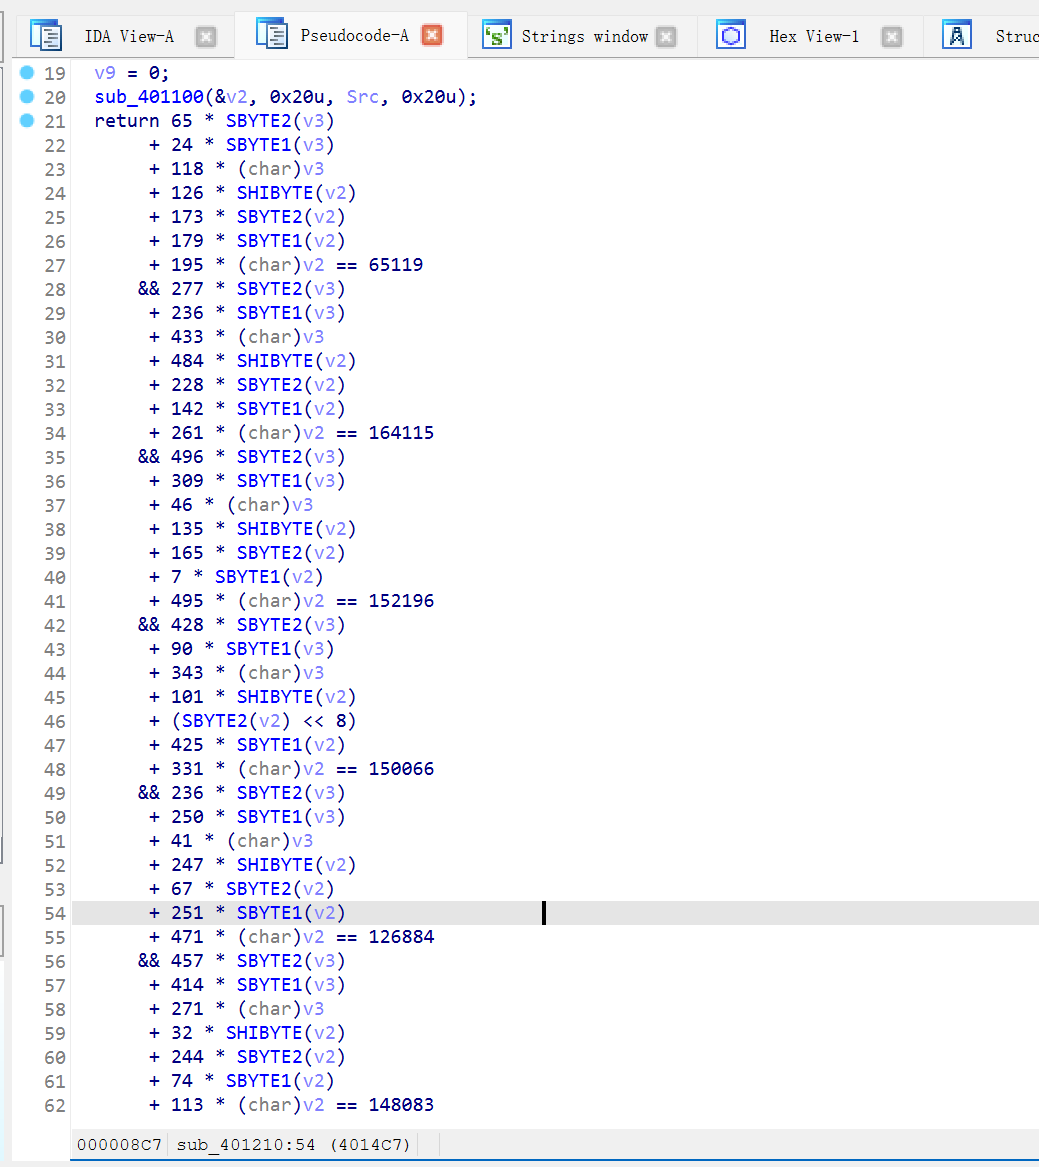 IDA View-A Pseudocode-A 's' Strings window Hex View-1 Struc
19 v9 = 0;
20 sub_401100(&v2, 0x20u, Src, 0x20u);
21 return 65 * SBYTE2(v3)
22 + 24 * SBYTE1(v3)
23 + 118 * (char)v3
24 + 126 * SHIBYTE(v2)
25 + 173 * SBYTE2(v2)
26 + 179 * SBYTE1(v2)
27 + 195 * (char)v2 == 65119
28 && 277 * SBYTE2(v3)
29 + 236 * SBYTE1(v3)
30 + 433 * (char)v3
31 + 484 * SHIBYTE(v2)
32 + 228 * SBYTE2(v2)
33 + 142 * SBYTE1(v2)
34 + 261 * (char)v2 == 164115
35 && 496 * SBYTE2(v3)
36 + 309 * SBYTE1(v3)
37 + 46 * (char)v3
38 + 135 * SHIBYTE(v2)
39 + 165 * SBYTE2(v2)
40 + 7 * SBYTE1(v2)
41 + 495 * (char)v2 == 152196
42 && 428 * SBYTE2(v3)
43 + 90 * SBYTE1(v3)
44 + 343 * (char)v3
45 + 101 * SHIBYTE(v2)
46 + (SBYTE2(v2) << 8)
47 + 425 * SBYTE1(v2)
48 + 331 * (char)v2 == 150066
49 && 236 * SBYTE2(v3)
50 + 250 * SBYTE1(v3)
51 + 41 * (char)v3
52 + 247 * SHIBYTE(v2)
53 + 67 * SBYTE2(v2)
54 + 251 * SBYTE1(v2)
55 + 471 * (char)v2 == 126884
56 && 457 * SBYTE2(v3)
57 + 414 * SBYTE1(v3)
58 + 271 * (char)v3
59 + 32 * SHIBYTE(v2)
60 + 244 * SBYTE2(v2)
61 + 74 * SBYTE1(v2)
62 + 113 * (char)v2 == 148083
000008C7 sub_401210:54 (4014C7)